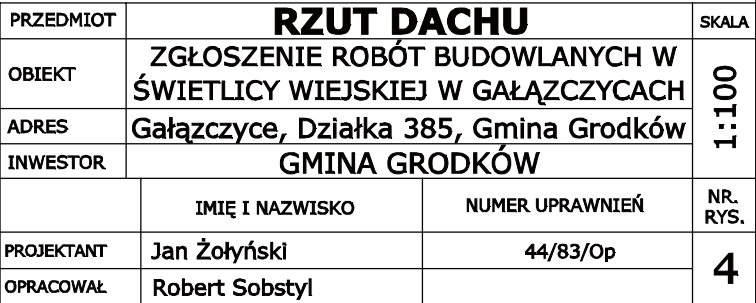 PRZEDMIOT RZUT DACHU SKALA
OBIEKT ZGŁOSZENIE ROBÓT BUDOWLANYCH W
ŚWIETLICY WIEJSKIEJ W GAŁĄZCZYCACH
1:100
ADRES Gałązczyce, Działka 385, Gmina Grodków
INWESTOR GMINA GRODKÓW
IMIĘ I NAZWISKO NUMER UPRAWNIEŃ NR.
RYS.
PROJEKTANT Jan Żołyński 44/83/Op
4
OPRACOWAŁ Robert Sobstyl